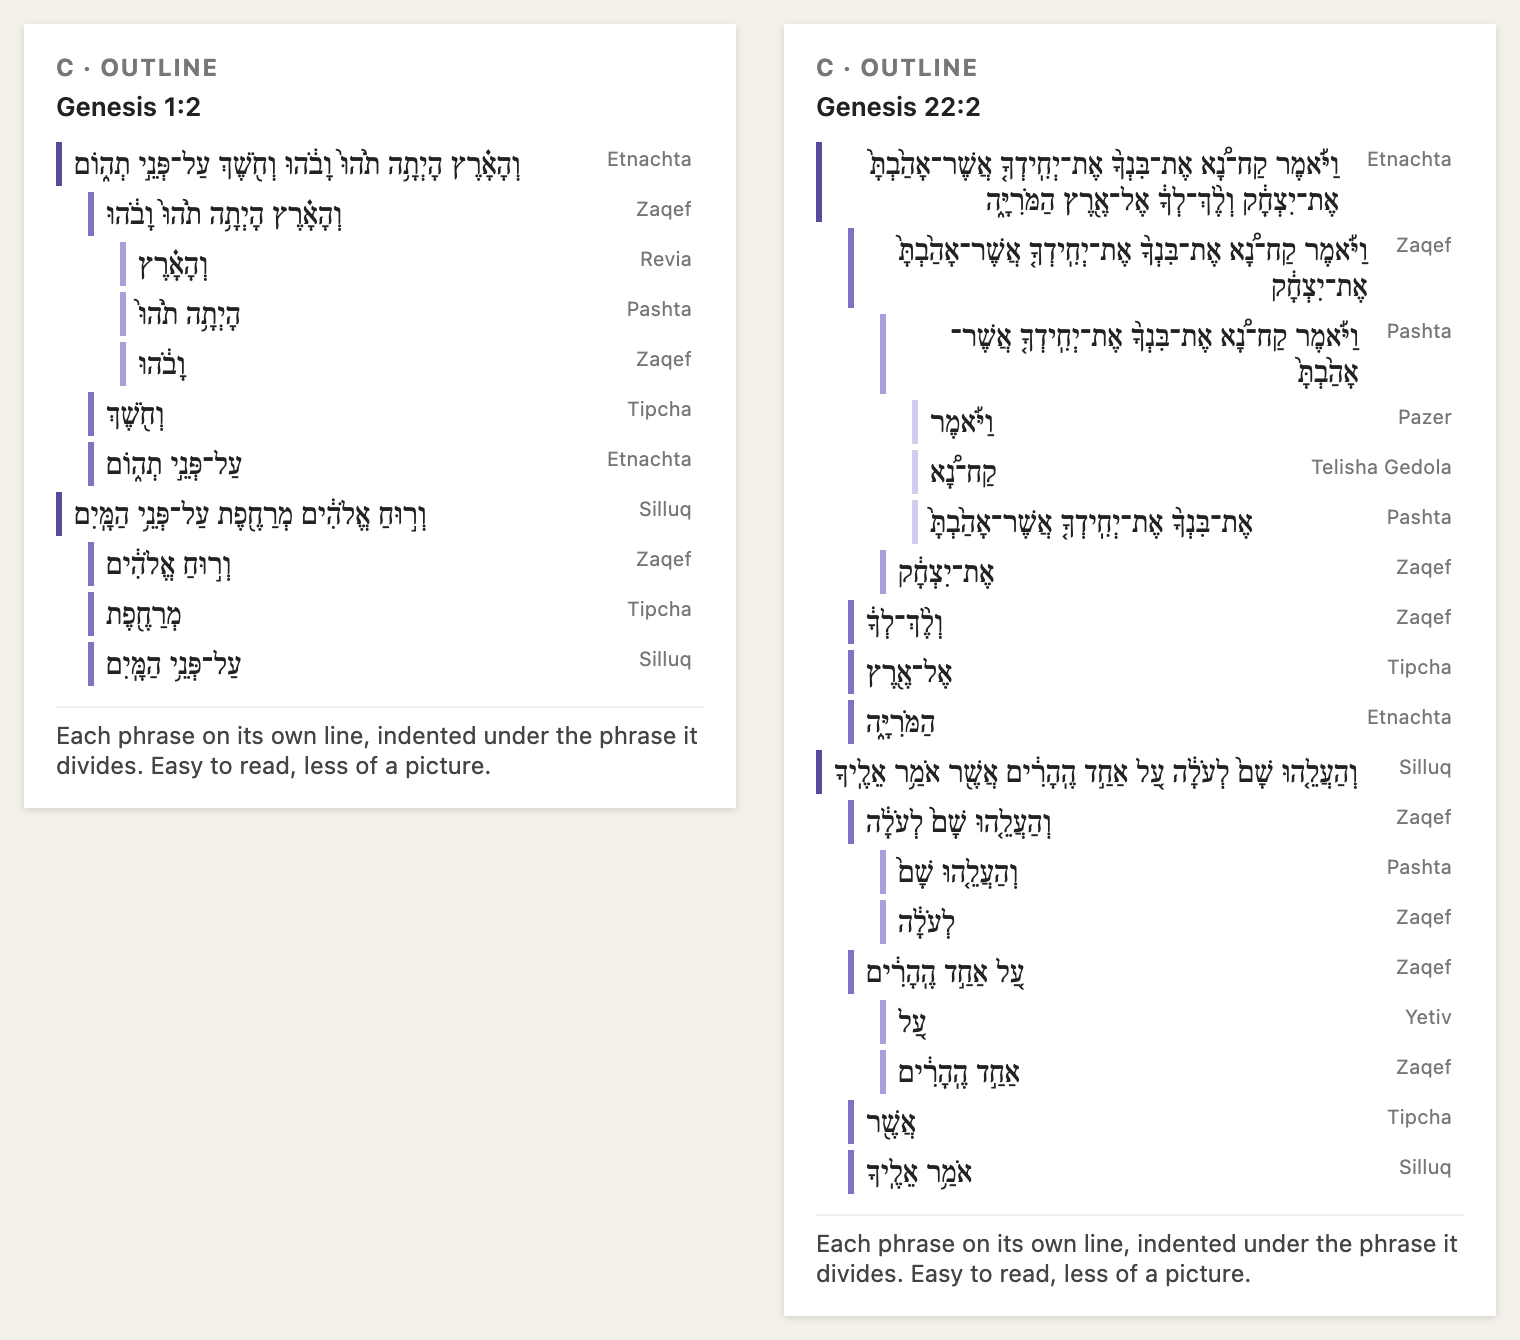 C · OUTLINE
Genesis 1:2
וְהָאָ֗רֶץ הָיְתָ֥ה תֹ֙הוּ֙ וָבֹ֔הוּ וְחֹ֖שֶׁךְ עַל־פְּנֵ֣י תְה֑וֹם Etnachta
וְהָאָ֗רֶץ הָיְתָ֥ה תֹ֙הוּ֙ וָבֹ֔הוּ Zaqef
וְהָאָ֗רֶץ Revia
הָיְתָ֥ה תֹ֙הוּ֙ Pashta
וָבֹ֔הוּ Zaqef
וְחֹ֖שֶׁךְ Tipcha
עַל־פְּנֵ֣י תְה֑וֹם Etnachta
וְר֣וּחַ אֱלֹהִ֔ים מְרַחֶ֖פֶת עַל־פְּנֵ֥י הַמָּֽיִם Silluq
וְר֣וּחַ אֱלֹהִ֔ים Zaqef
מְרַחֶ֖פֶת Tipcha
עַל־פְּנֵ֥י הַמָּֽיִם Silluq
Each phrase on its own line, indented under the phrase it
divides. Easy to read, less of a picture.
C · OUTLINE
Genesis 22:2
וַיֹּ֡אמֶר קַח־נָ֠א אֶת־בִּנְךָ֨ אֶת־יְחִֽידְךָ֤ אֲשֶׁר־אָהַ֙בְתָּ֙ Etnachta
אֶת־יִצְחָ֔ק וְלֶ֨ךְ־לְךָ֔ אֶל־אֶ֖רֶץ הַמֹּרִיָּ֑ה
וַיֹּ֡אמֶר קַח־נָ֠א אֶת־בִּנְךָ֨ אֶת־יְחִֽידְךָ֤ אֲשֶׁר־אָהַ֙בְתָּ֙ Zaqef
אֶת־יִצְחָ֔ק
וַיֹּ֡אמֶר קַח־נָ֠א אֶת־בִּנְךָ֨ אֶת־יְחִֽידְךָ֤ אֲשֶׁר־ Pashta
אָהַ֙בְתָּ֙
וַיֹּ֡אמֶר Pazer
קַח־נָ֠א Telisha Gedola
אֶת־בִּנְךָ֨ אֶת־יְחִֽידְךָ֤ אֲשֶׁר־אָהַ֙בְתָּ֙ Pashta
אֶת־יִצְחָ֔ק Zaqef
וְלֶ֨ךְ־לְךָ֔ Zaqef
אֶל־אֶ֖רֶץ Tipcha
הַמֹּרִיָּ֑ה Etnachta
וְהַעֲלֵ֤הוּ שָׁם֙ לְעֹלָ֔ה עַ֚ל אַחַ֣ד הֶֽהָרִ֔ים אֲשֶׁ֖ר אֹמַ֥ר אֵלֶֽיךָ Silluq
וְהַעֲלֵ֤הוּ שָׁם֙ לְעֹלָ֔ה Zaqef
וְהַעֲלֵ֤הוּ שָׁם֙ Pashta
לְעֹלָ֔ה Zaqef
עַ֚ל אַחַ֣ד הֶֽהָרִ֔ים Zaqef
עַ֚ל Yetiv
אַחַ֣ד הֶֽהָרִ֔ים Zaqef
אֲשֶׁ֖ר Tipcha
אֹמַ֥ר אֵלֶֽיךָ Silluq
Each phrase on its own line, indented under the phrase it
divides. Easy to read, less of a picture.